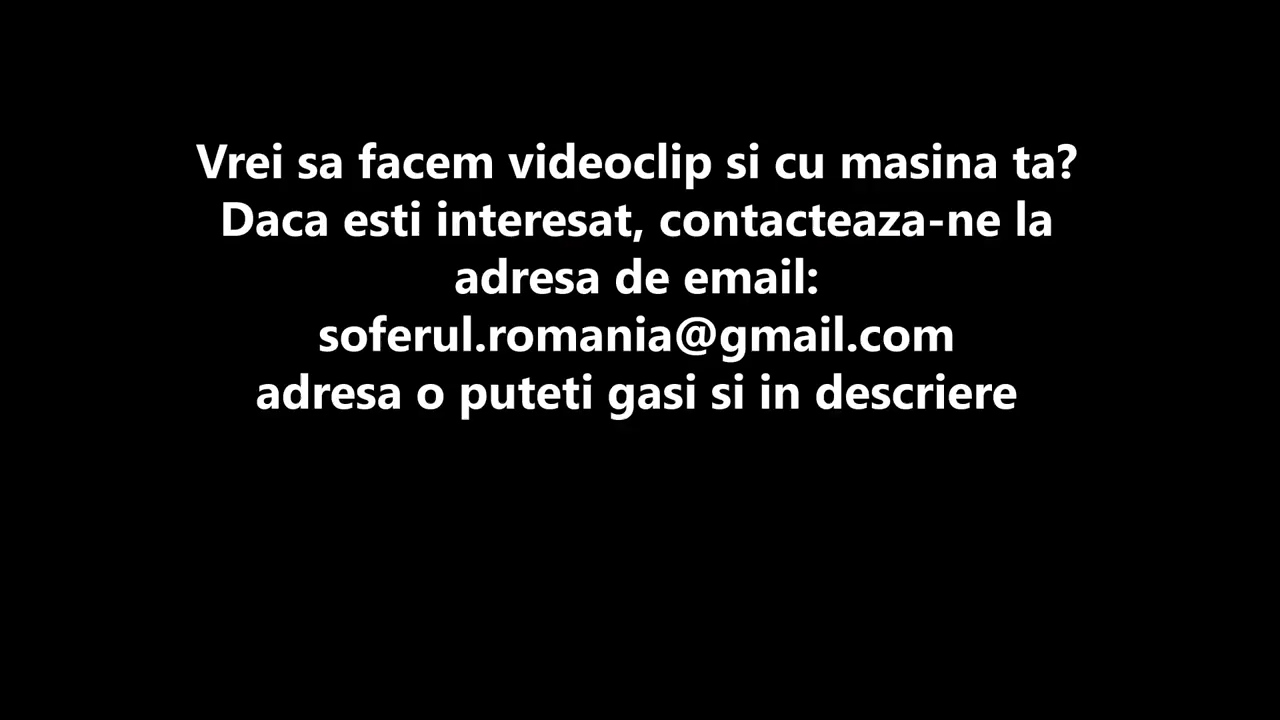 Vrei sa facem videoclip si cu masina ta?
Daca esti interesat, contacteaza-ne la
adresa de email:
soferul.romania@gmail.com
adresa o puteti gasi si in descriere